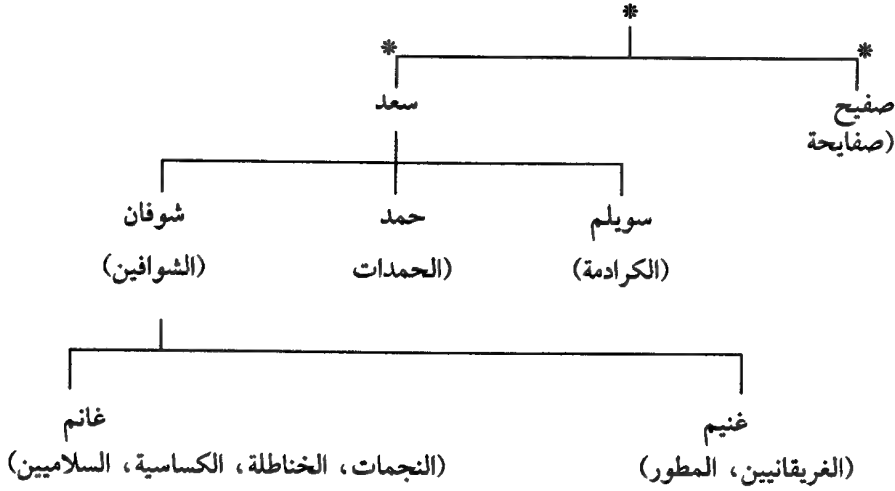 *
* *
صفيح سعد
(صفايحة)
سويلم حمد شوفان
(الكرادمة) (الحمدات (الشوافين)
غنيم غانم
(الغريقانيين، المطور) (النجمات، الخناطلة، الكساسية، السلاميين)